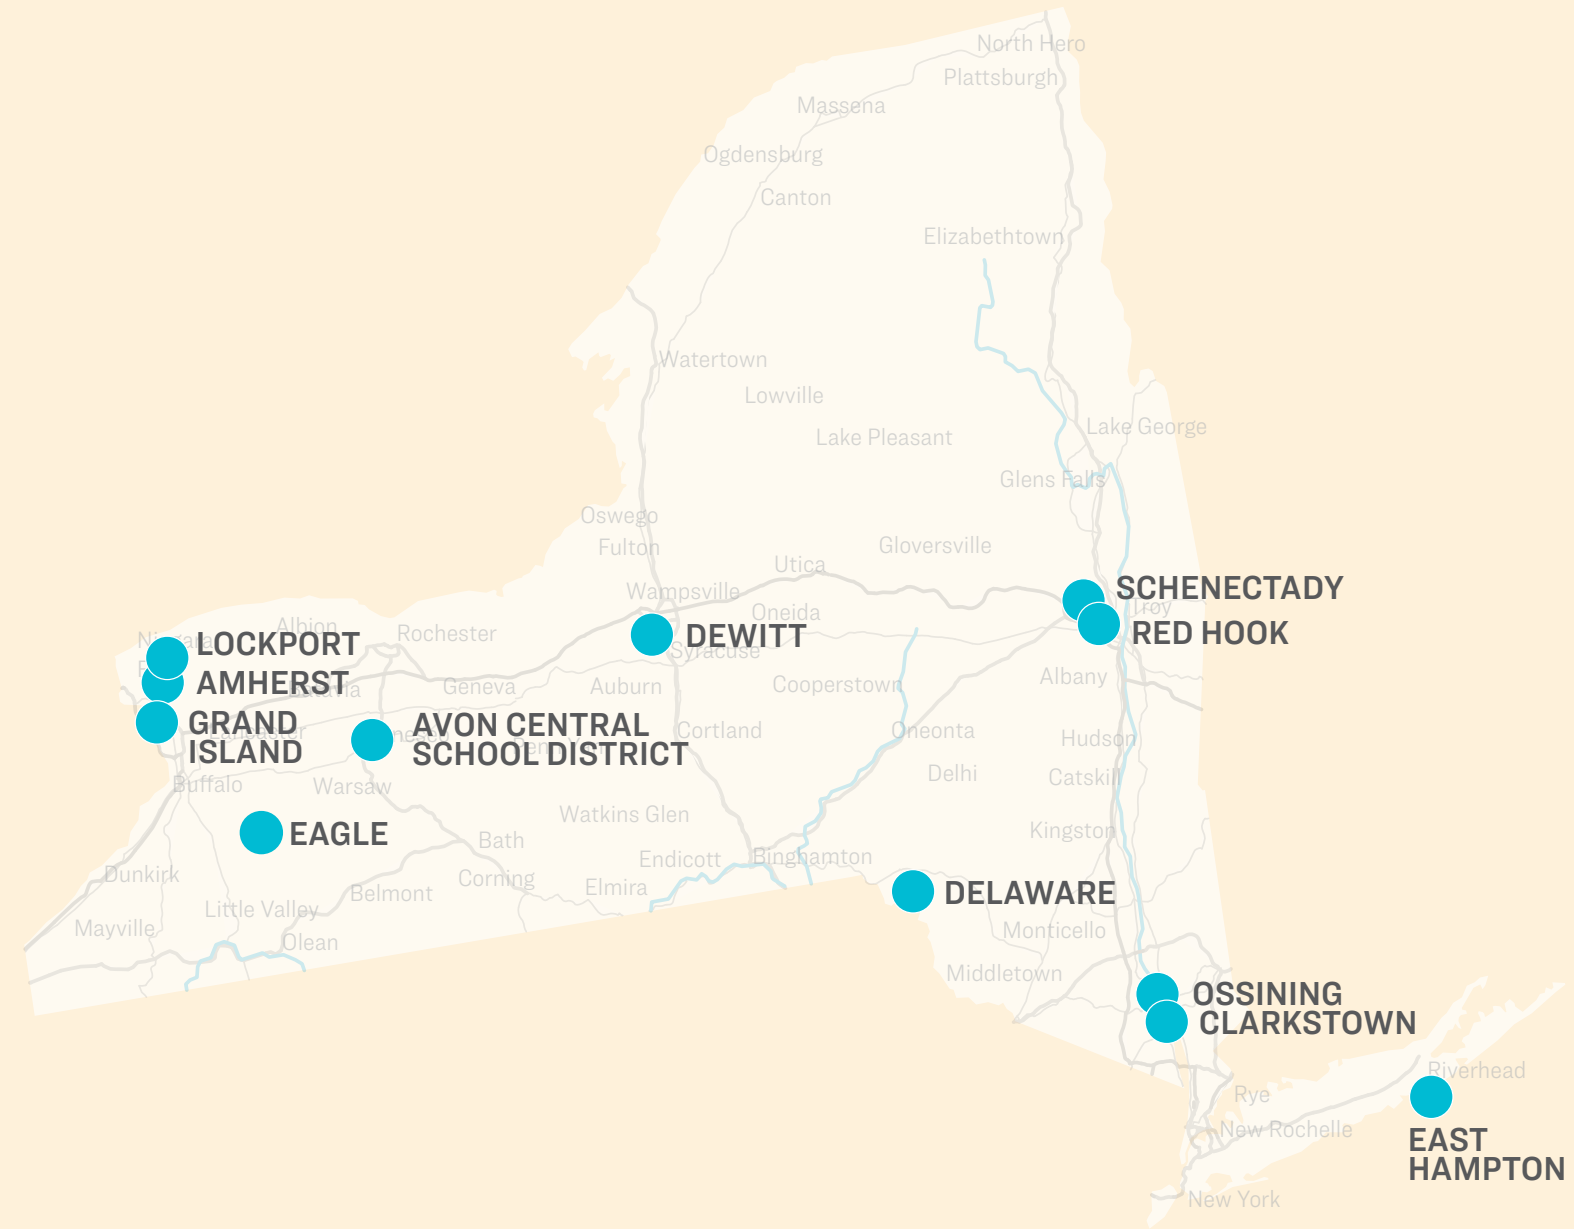 North Hero
Plattsburgh
Massena
Ogdensburg
Canton
Elizabethtown
Watertown
Lowville
Lake George
Lake Pleasant
Glens Falls
Oswego
Fulton
Gloversville
Utica
Wampsville
SCHENECTADY
Troy
Oneida
Albion
Rochester
RED HOOK
DEWITT
Syracuse
Niagara
LOCKPORT
AMHERST
Batavia
Geneva
Auburn
Cooperstown
Albany
GRAND
ISLAND
Lancaster
AVON CENTRAL
SCHOOL DISTRICT
Cortland
Oneonta
Hudson
Delhi
Catskill
Buffalo
Warsaw
Watkins Glen
Kingston
EAGLE
Bath
Endicott
Binghamton
Dunkirk
Corning
Elmira
Belmont
DELAWARE
Little Valley
Mayville
Olean
Monticello
Middletown
OSSINING
CLARKSTOWN
Riverhead
Rye
New Rochelle
EAST
HAMPTON
New York